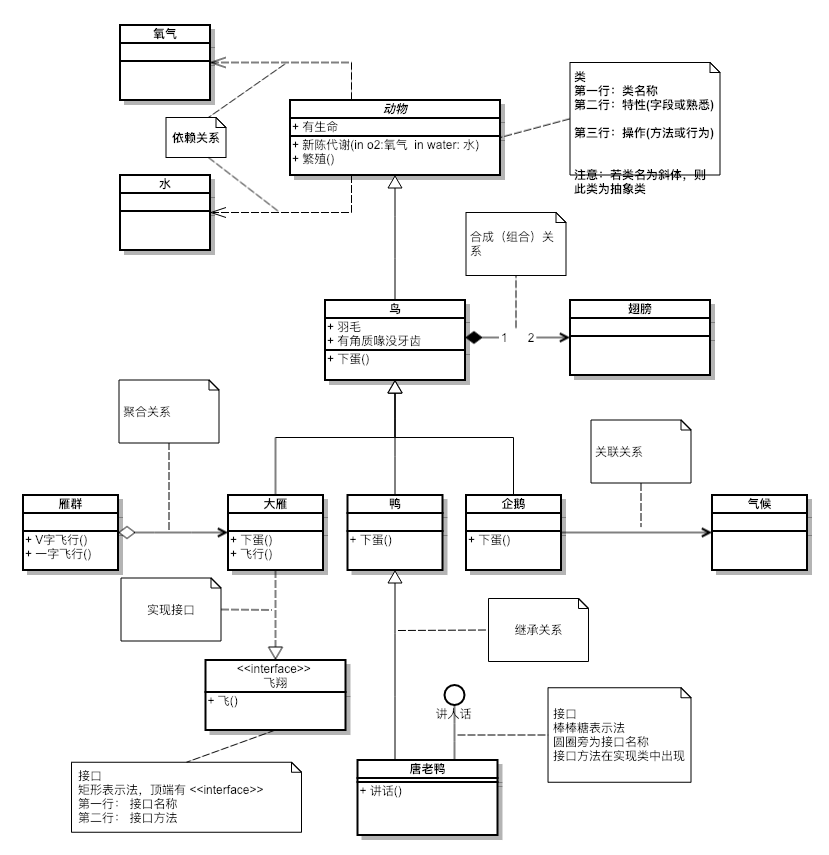 氧气
类
第一行：类名称
第二行：特性(字段或熟悉)
第三行：操作(方法或行为)
注意：若类名为斜体，则
此类为抽象类
动物
+ 有生命
+ 新陈代谢(in o2:氧气  in water: 水)
+ 繁殖()
依赖关系
水
合成（组合）关
系
鸟
+ 羽毛
+ 有角质喙没牙齿
+ 下蛋()
1
2
翅膀
聚合关系
关联关系
雁群
+ V字飞行()
+ 一字飞行()
大雁
+ 下蛋()
+ 飞行()
鸭
+ 下蛋()
企鹅
+ 下蛋()
气候
实现接口
继承关系
<<interface>>
飞翔
+ 飞()
讲人话
接口
棒棒糖表示法
圆圈旁为接口名称
接口方法在实现类中出现
接口
矩形表示法，顶端有 <<interface>>
第一行： 接口名称
第二行： 接口方法
唐老鸭
+ 讲话()